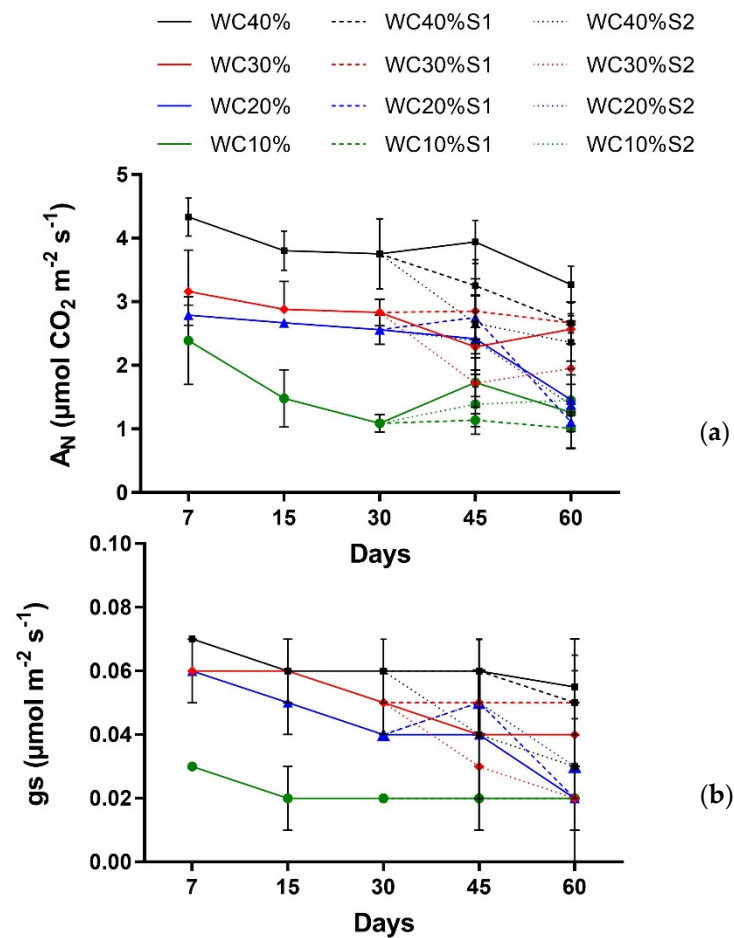 WC40% WC40%S1 WC40%S2
WC30% WC30%S1 WC30%S2
WC20% WC20%S1 WC20%S2
WC10% WC10%S1 WC10%S2
A_N (µmol CO₂ m⁻² s⁻¹)
5
4
3
2
1
0
7 15 30 45 60
Days
(a)
gs (µmol m⁻² s⁻¹)
0.10
0.08
0.06
0.04
0.02
0.00
7 15 30 45 60
Days
(b)